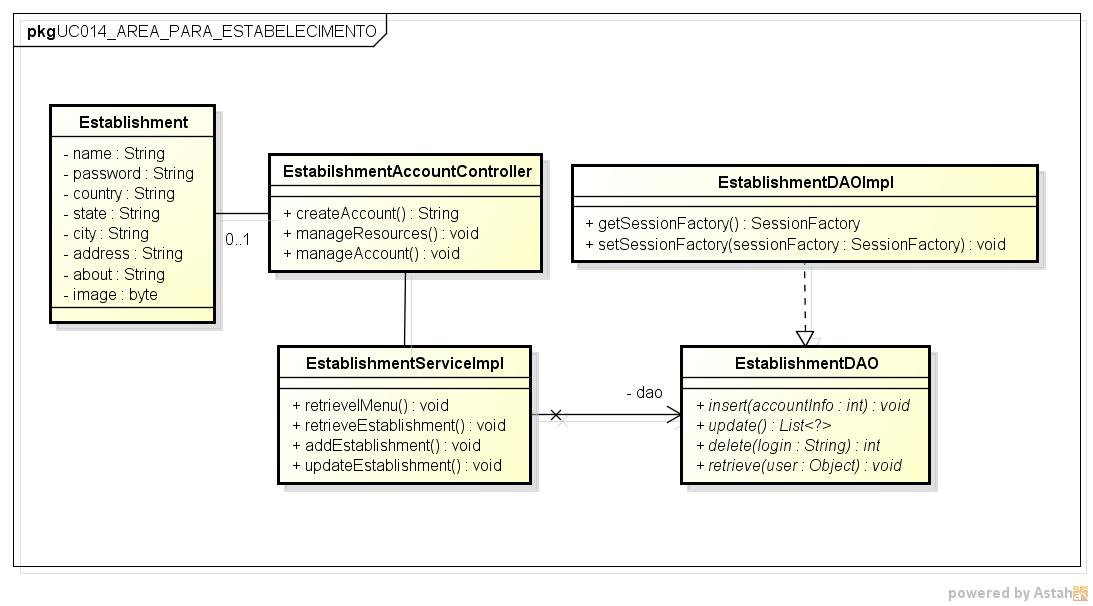 pkg UC014_AREA_PARA_ESTABELECIMENTO
Establishment
- name : String
- password : String
- country : String
- state : String
- city : String
- address : String
- about : String
- image : byte
0..1
EstabilshmentAccountController
+ createAccount() : String
+ manageResources() : void
+ manageAccount() : void
EstablishmentDAOImpl
+ getSessionFactory() : SessionFactory
+ setSessionFactory(sessionFactory : SessionFactory) : void
EstablishmentServiceImpl
+ retrievelMenu() : void
+ retrieveEstablishment() : void
+ addEstablishment() : void
+ updateEstablishment() : void
- dao
EstablishmentDAO
+ insert(accountInfo : int) : void
+ update() : List<?>
+ delete(login : String) : int
+ retrieve(user : Object) : void
powered by Astah